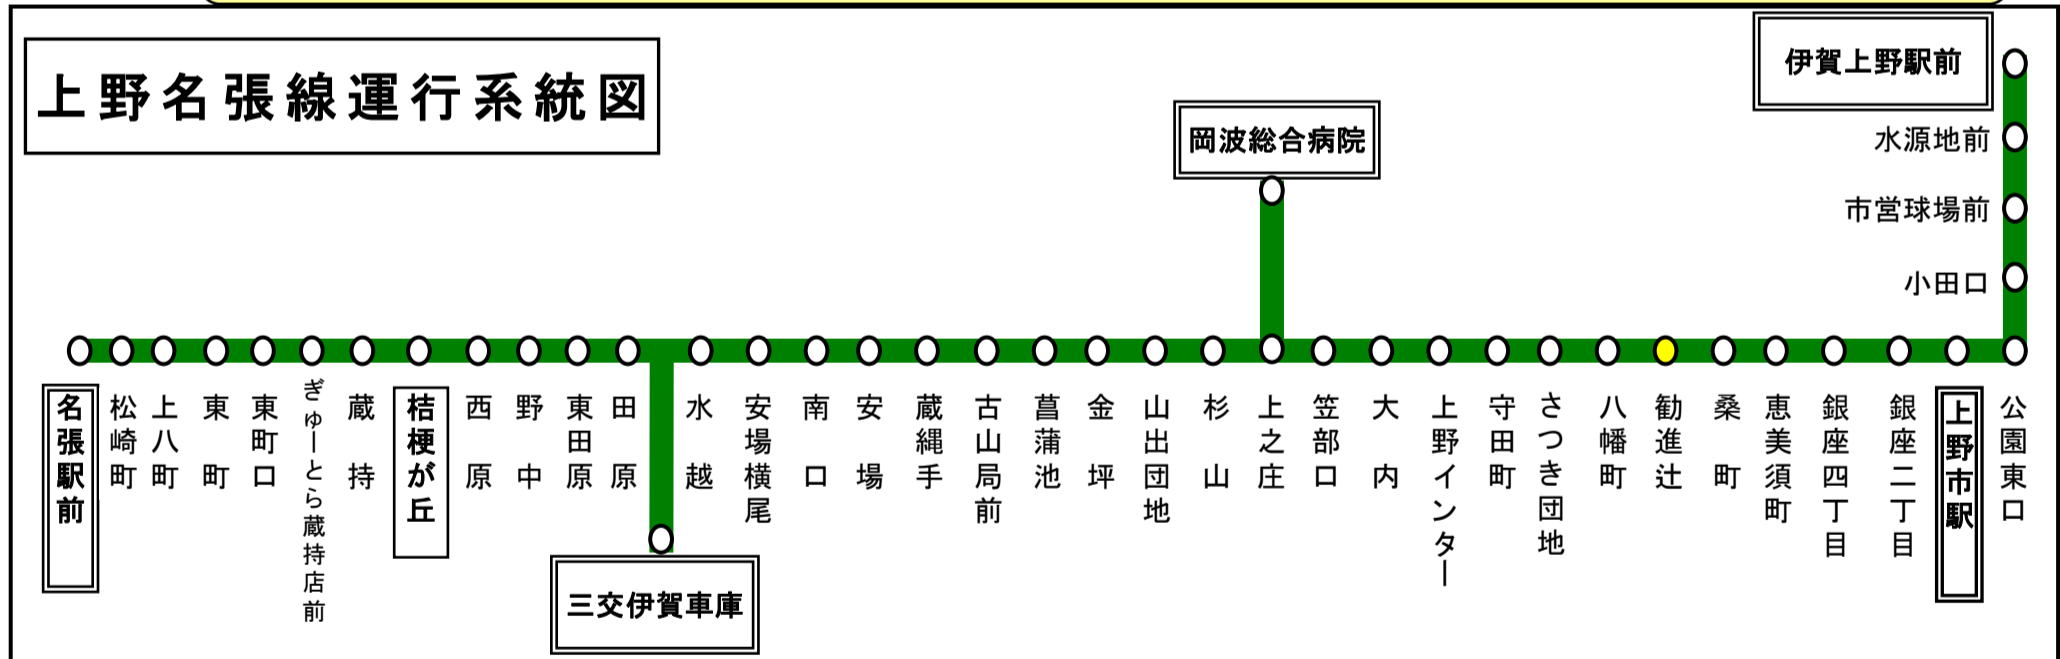 上野名張線運行系統図
伊賀上野駅前
水源地前
市営球場前
小田口
岡波総合病院
名張駅前
松崎町
上八町
東町
東町口
ぎゅーとら蔵持店前
蔵持
桔梗が丘
西原
野中
東田原
田原
水越
安場横尾
南口
安場
蔵縄手
古山局前
菖蒲池
金坪
山出団地
杉山
上之庄
笠部口
大内
上野インター
守田町
さつき団地
八幡町
勧進辻
桑町
恵美須町
銀座四丁目
銀座二丁目
上野市駅
公園東口
三交伊賀車庫